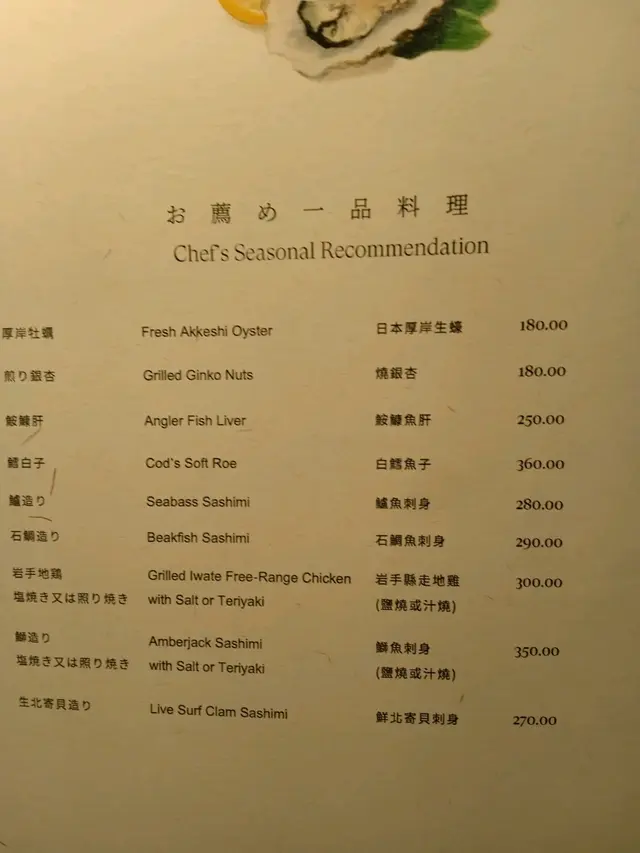 お薦め一品料理
Chef's Seasonal Recommendation
厚岸牡蠣 Fresh Akkeshi Oyster 日本厚岸生蠔 180.00
煎り銀杏 Grilled Ginko Nuts 燒銀杏 180.00
鮟鱇肝 Angler Fish Liver 鮟鱇魚肝 250.00
鱈白子 Cod's Soft Roe 白鱈魚子 360.00
鱸造り Seabass Sashimi 鱸魚刺身 280.00
石鯛造り Beakfish Sashimi 石鯛魚刺身 290.00
岩手地鶏 Grilled Iwate Free-Range Chicken 岩手縣走地雞 300.00
塩焼き又は照り焼き with Salt or Teriyaki (鹽燒或汁燒)
鰤造り Amberjack Sashimi 鰤魚刺身 350.00
塩焼き又は照り焼き with Salt or Teriyaki (鹽燒或汁燒)
生北寄貝造り Live Surf Clam Sashimi 鮮北寄貝刺身 270.00